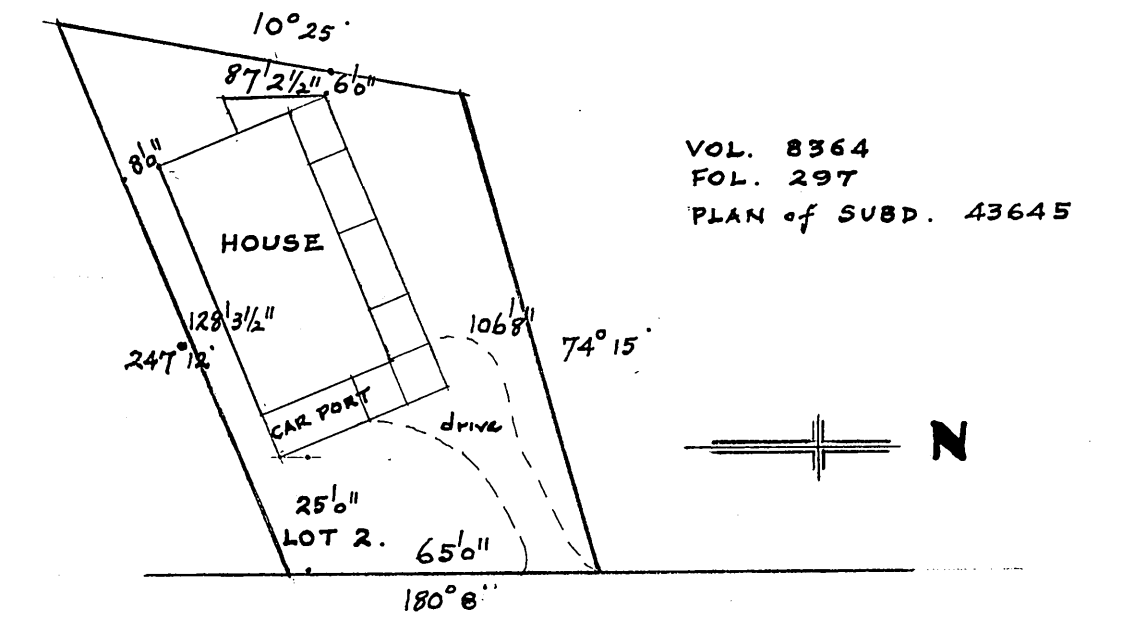 10° 25'
87' 2½"
6'0"
8'0"
VOL. 8364
FOL. 297
PLAN of SUBD. 43645
HOUSE
128' 3½"
106' 8"
247° 12'
74° 15'
CAR PORT
drive
N
25'0"
LOT 2.
65'0"
180° 8'